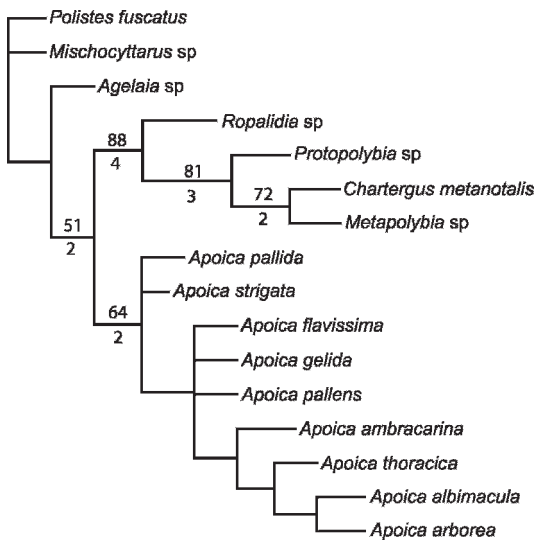 Polistes fuscatus
Mischocyttarus sp
Agelaia sp
Ropalidia sp
88
4
Protopolybia sp
81
3
Chartergus metanotalis
72
2
Metapolybia sp
51
2
Apoica pallida
Apoica strigata
64
2
Apoica flavissima
Apoica gelida
Apoica pallens
Apoica ambracarina
Apoica thoracica
Apoica albimacula
Apoica arborea